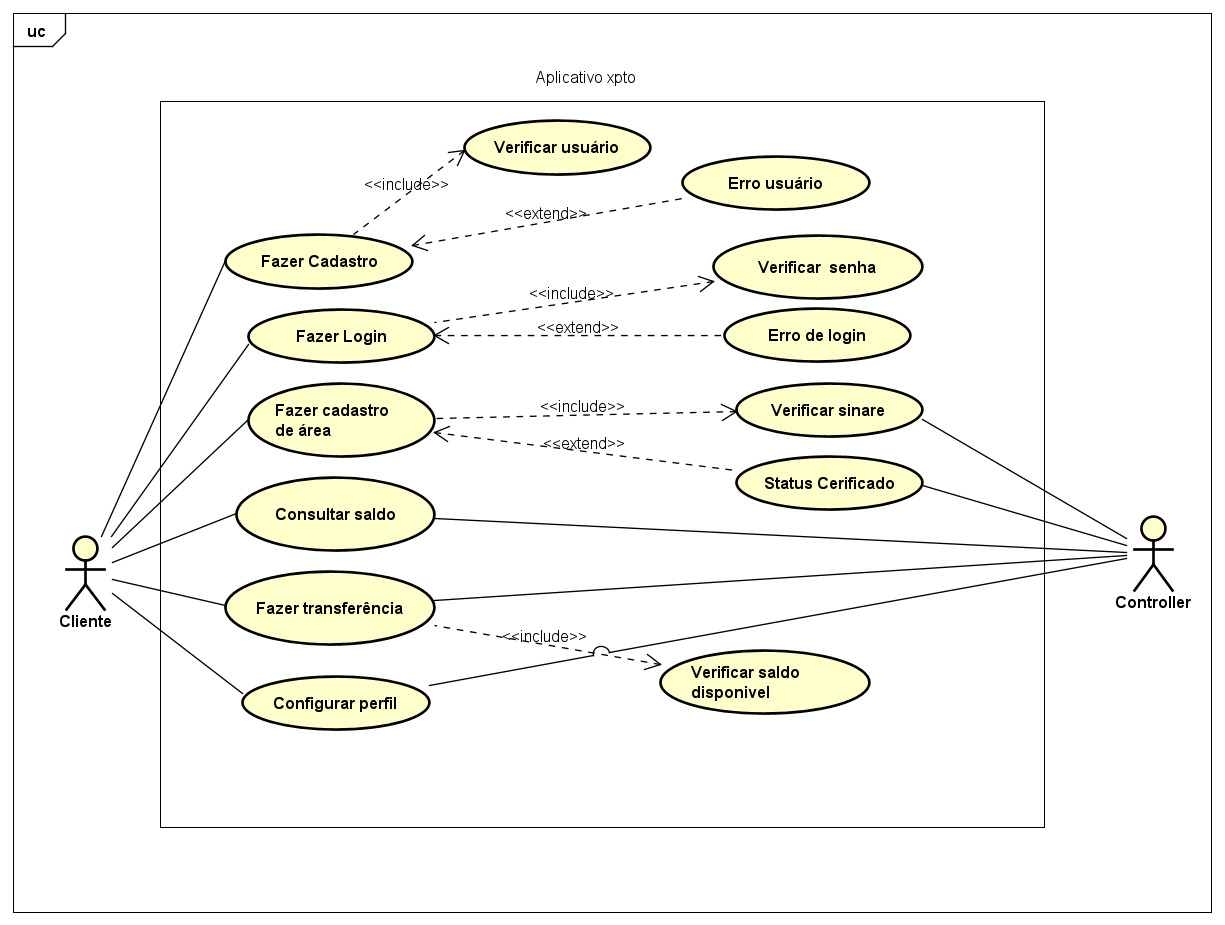 uc
Aplicativo xpto
Verificar usuário
<<include>>
Erro usuário
<<extend>>
Fazer Cadastro
Verificar  senha
<<include>>
Fazer Login
<<extend>>
Erro de login
Fazer cadastro
de área
<<include>>
Verificar sinare
<<extend>>
Status Cerificado
Consultar saldo
Cliente
Controller
Fazer transferência
<<include>>
Verificar saldo
disponivel
Configurar perfil